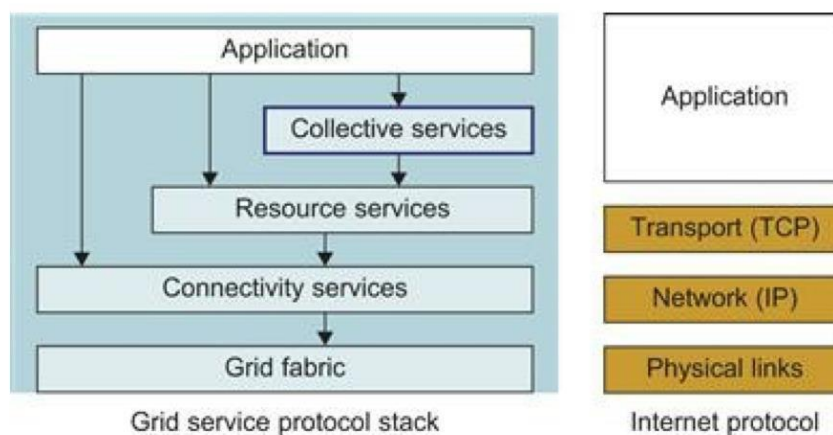 Application
Collective services
Resource services
Connectivity services
Grid fabric
Grid service protocol stack
Application
Transport (TCP)
Network (IP)
Physical links
Internet protocol